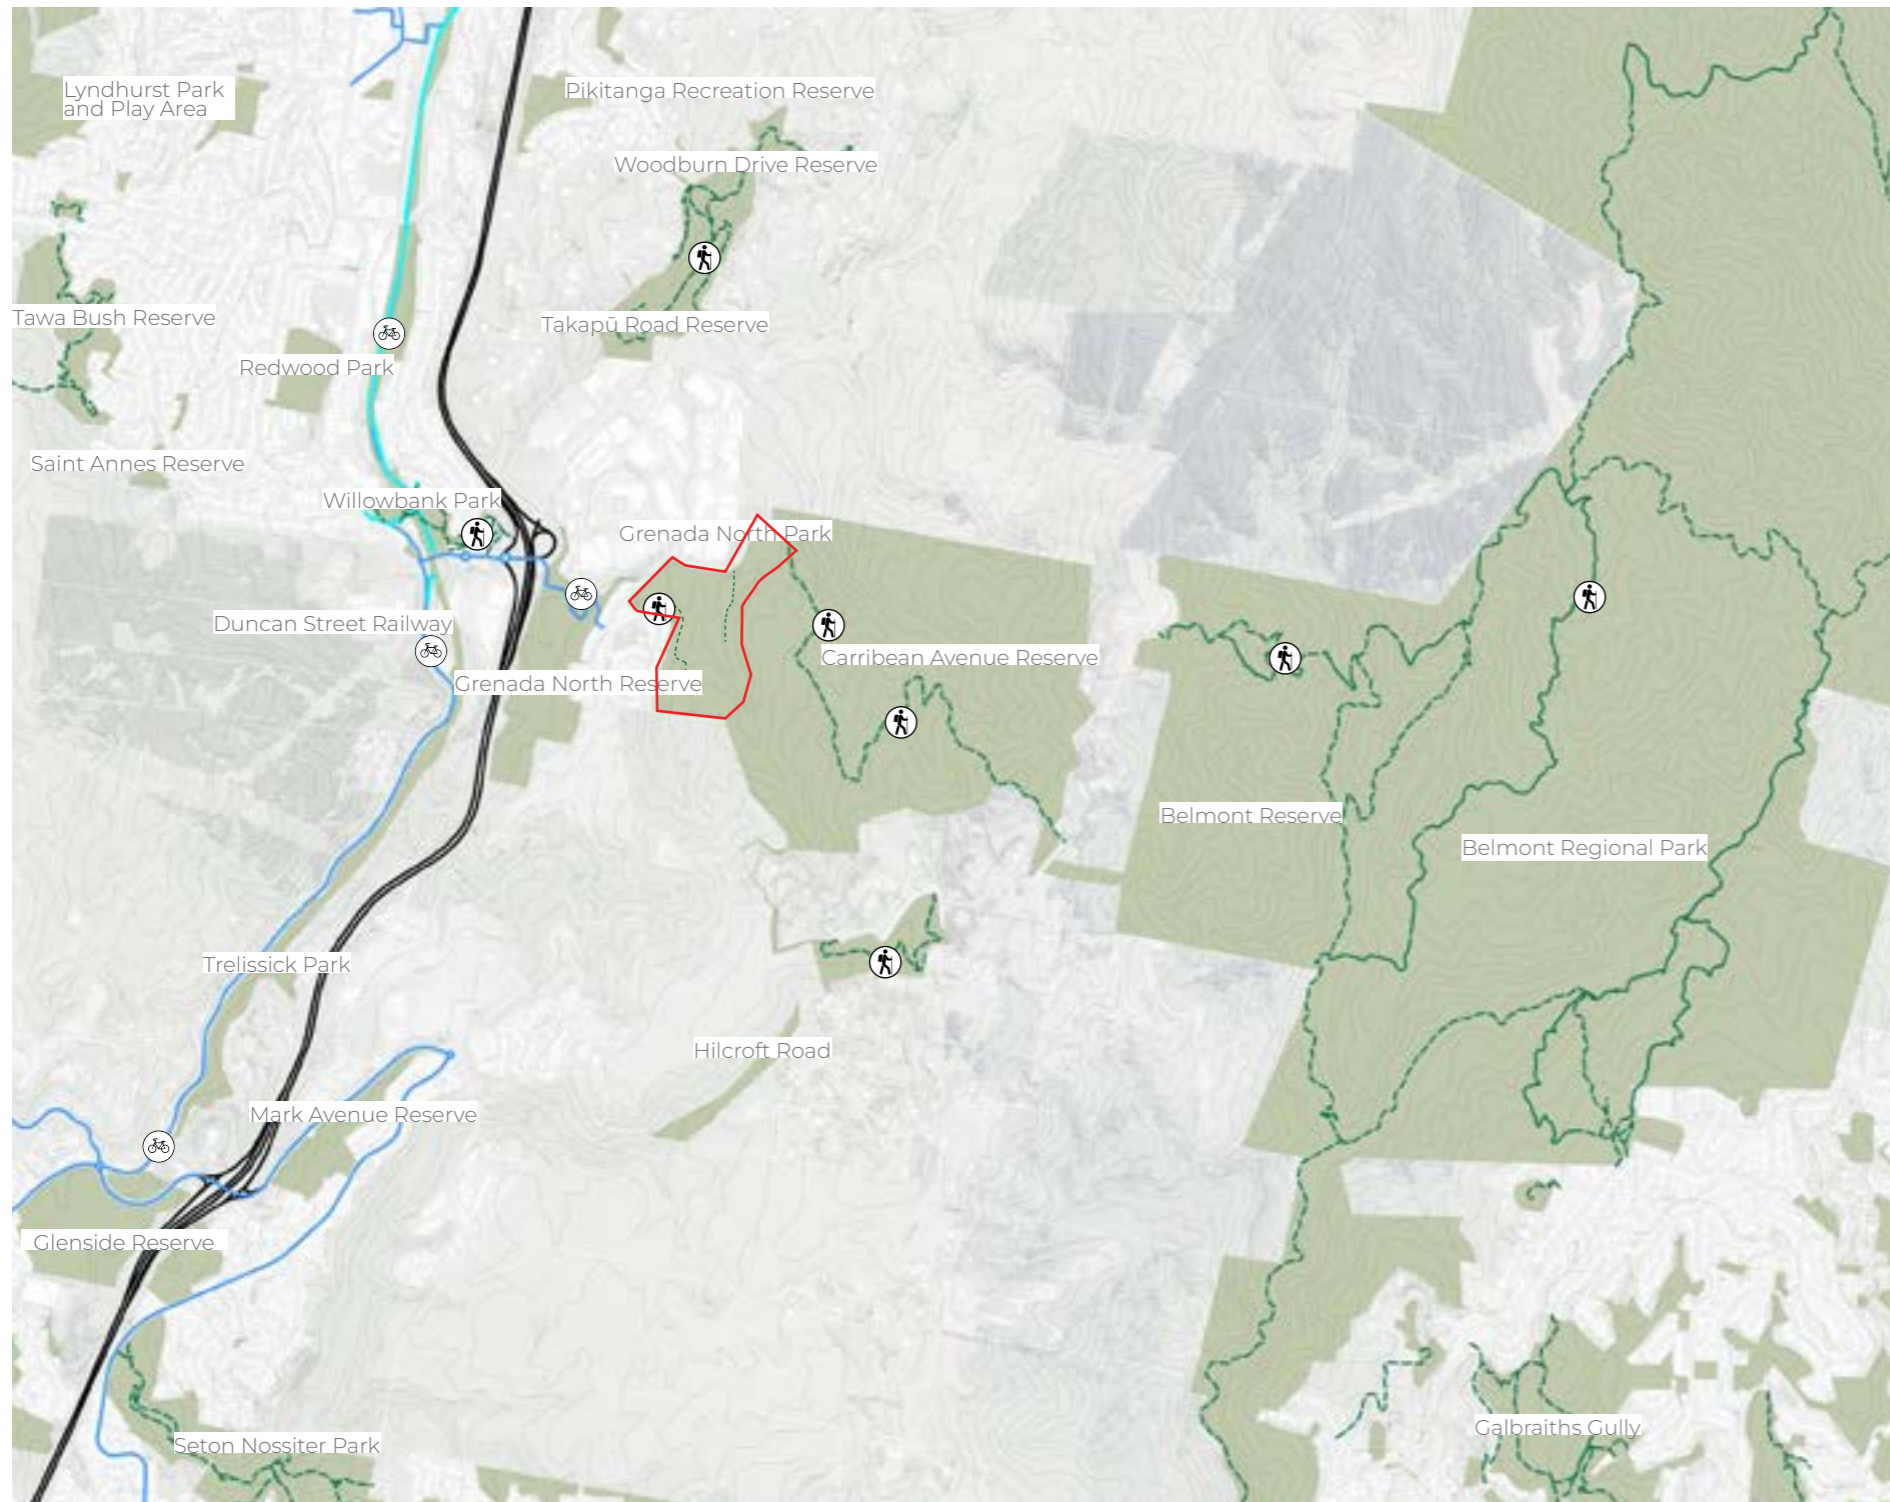 Lyndhurst Park
and Play Area
Pikitanga Recreation Reserve
Woodburn Drive Reserve
Tawa Bush Reserve
Takapū Road Reserve
Redwood Park
Saint Annes Reserve
Willowbank Park
Grenada North Park
Duncan Street Railway
Carribean Avenue Reserve
Grenada North Reserve
Belmont Reserve
Belmont Regional Park
Trelissick Park
Hilcroft Road
Mark Avenue Reserve
Glenside Reserve
Galbraiths Gully
Seton Nossiter Park